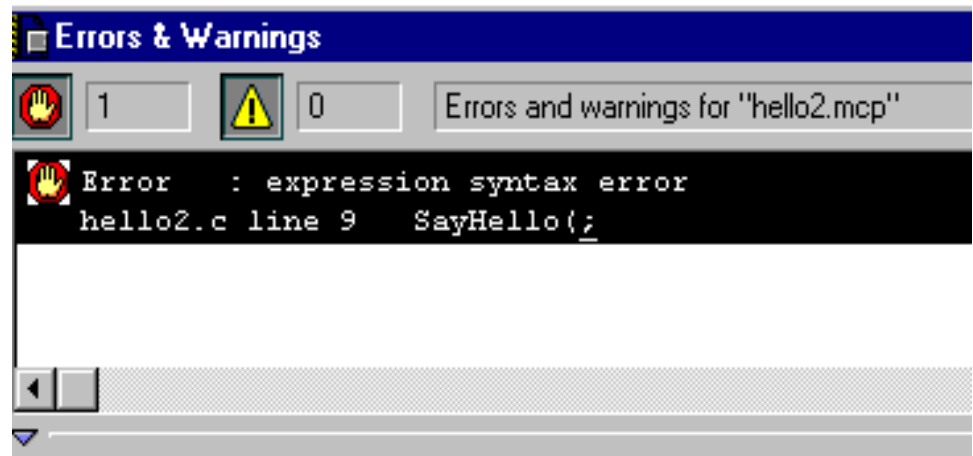 Errors & Warnings
1 0 Errors and warnings for "hello2.mcp"
Error : expression syntax error
hello2.c line 9 SayHello(;